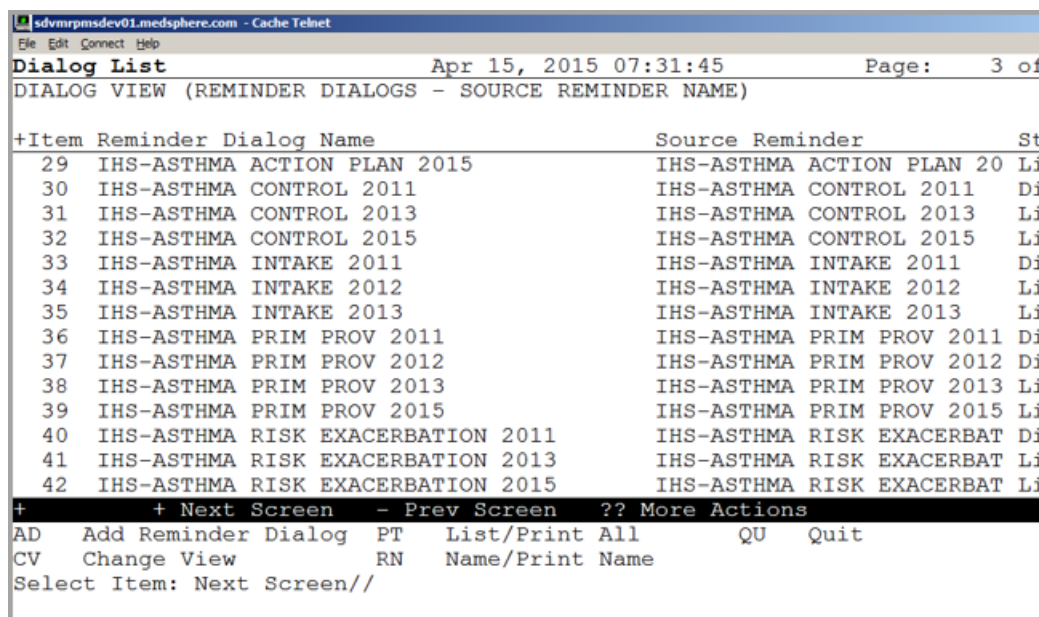 sdvmrpmsdev01.medsphere.com - Cache Telnet
File Edit Connect Help
Dialog List Apr 15, 2015 07:31:45 Page: 3 of
DIALOG VIEW (REMINDER DIALOGS - SOURCE REMINDER NAME)
+Item Reminder Dialog Name Source Reminder St
29 IHS-ASTHMA ACTION PLAN 2015 IHS-ASTHMA ACTION PLAN 20 Li
30 IHS-ASTHMA CONTROL 2011 IHS-ASTHMA CONTROL 2011 Di
31 IHS-ASTHMA CONTROL 2013 IHS-ASTHMA CONTROL 2013 Li
32 IHS-ASTHMA CONTROL 2015 IHS-ASTHMA CONTROL 2015 Li
33 IHS-ASTHMA INTAKE 2011 IHS-ASTHMA INTAKE 2011 Di
34 IHS-ASTHMA INTAKE 2012 IHS-ASTHMA INTAKE 2012 Li
35 IHS-ASTHMA INTAKE 2013 IHS-ASTHMA INTAKE 2013 Li
36 IHS-ASTHMA PRIM PROV 2011 IHS-ASTHMA PRIM PROV 2011 Di
37 IHS-ASTHMA PRIM PROV 2012 IHS-ASTHMA PRIM PROV 2012 Di
38 IHS-ASTHMA PRIM PROV 2013 IHS-ASTHMA PRIM PROV 2013 Li
39 IHS-ASTHMA PRIM PROV 2015 IHS-ASTHMA PRIM PROV 2015 Li
40 IHS-ASTHMA RISK EXACERBATION 2011 IHS-ASTHMA RISK EXACERBAT Di
41 IHS-ASTHMA RISK EXACERBATION 2013 IHS-ASTHMA RISK EXACERBAT Li
42 IHS-ASTHMA RISK EXACERBATION 2015 IHS-ASTHMA RISK EXACERBAT Li
+ + Next Screen - Prev Screen ?? More Actions
AD Add Reminder Dialog PT List/Print All QU Quit
CV Change View RN Name/Print Name
Select Item: Next Screen//